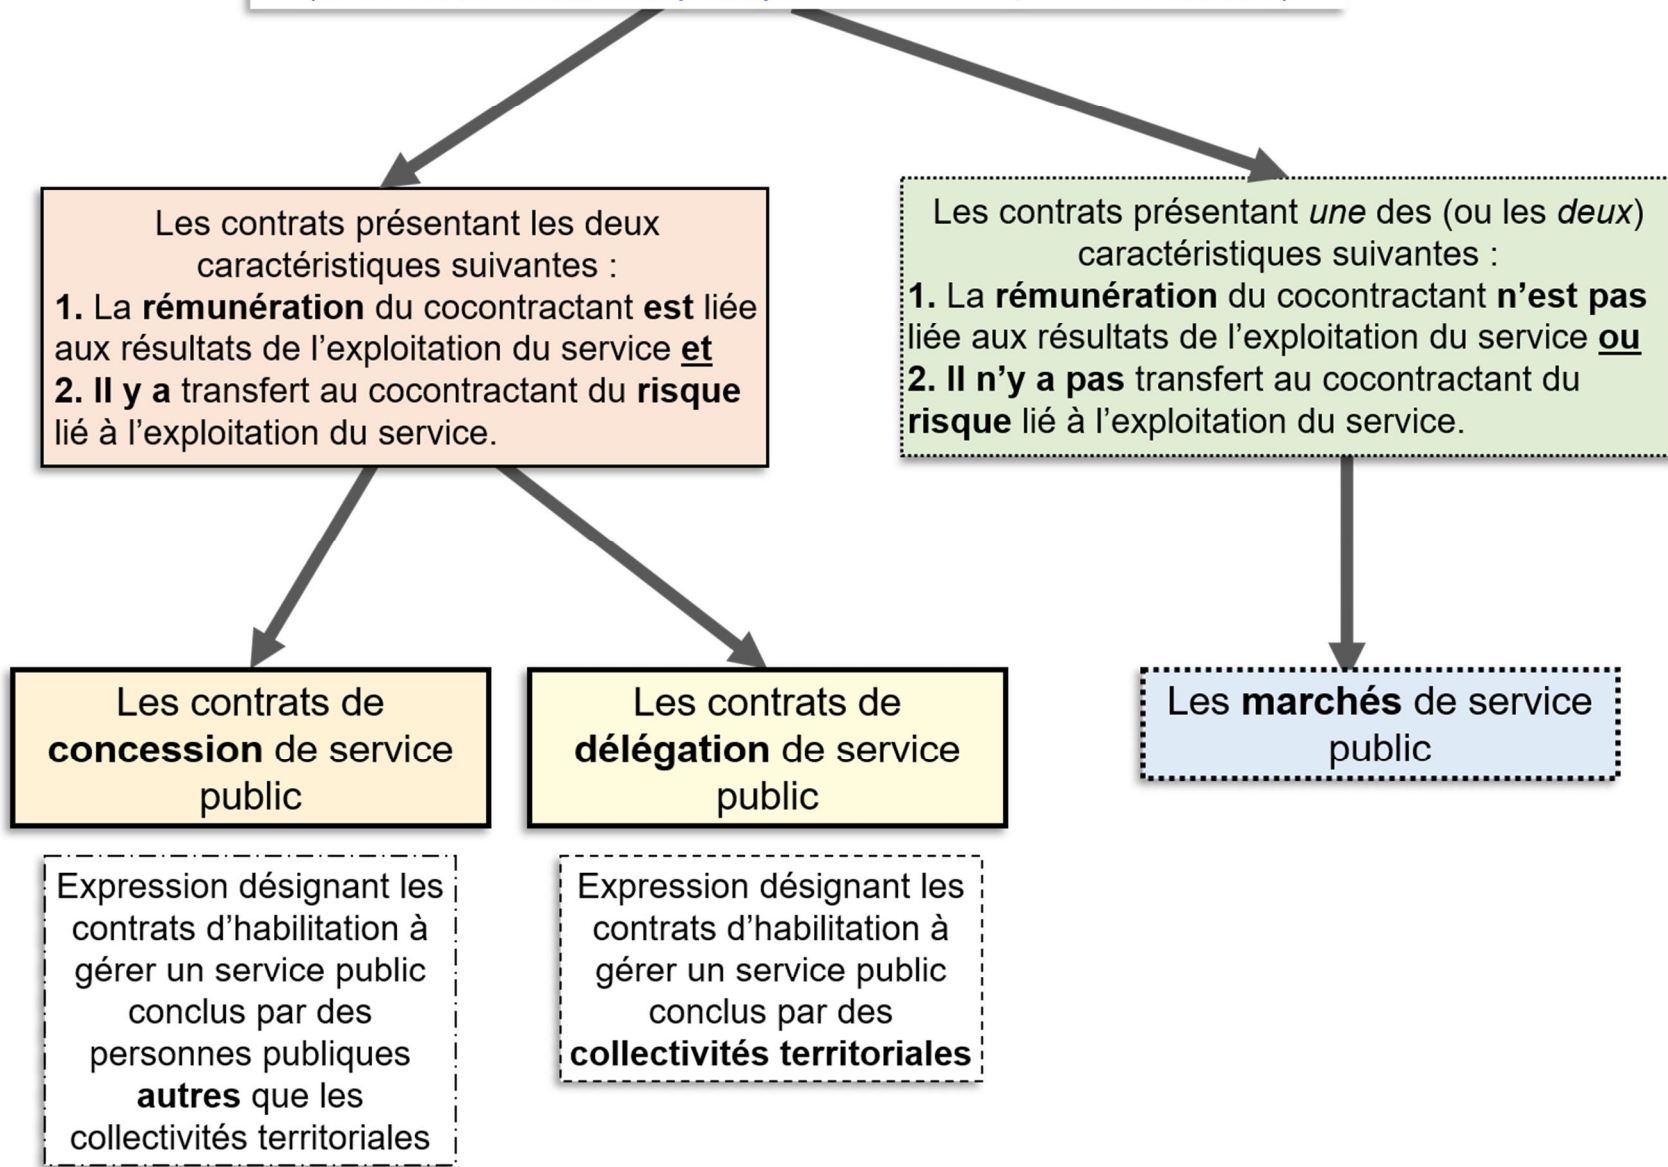 Les contrats présentant les deux
caractéristiques suivantes :
1. La rémunération du cocontractant est liée
aux résultats de l’exploitation du service et
2. Il y a transfert au cocontractant du risque
lié à l’exploitation du service.
Les contrats présentant une des (ou les deux)
caractéristiques suivantes :
1. La rémunération du cocontractant n’est pas
liée aux résultats de l’exploitation du service ou
2. Il n’y a pas transfert au cocontractant du
risque lié à l’exploitation du service.
Les contrats de
concession de service
public
Les contrats de
délégation de service
public
Les marchés de service
public
Expression désignant les
contrats d’habilitation à
gérer un service public
conclus par des
personnes publiques
autres que les
collectivités territoriales
Expression désignant les
contrats d’habilitation à
gérer un service public
conclus par des
collectivités territoriales